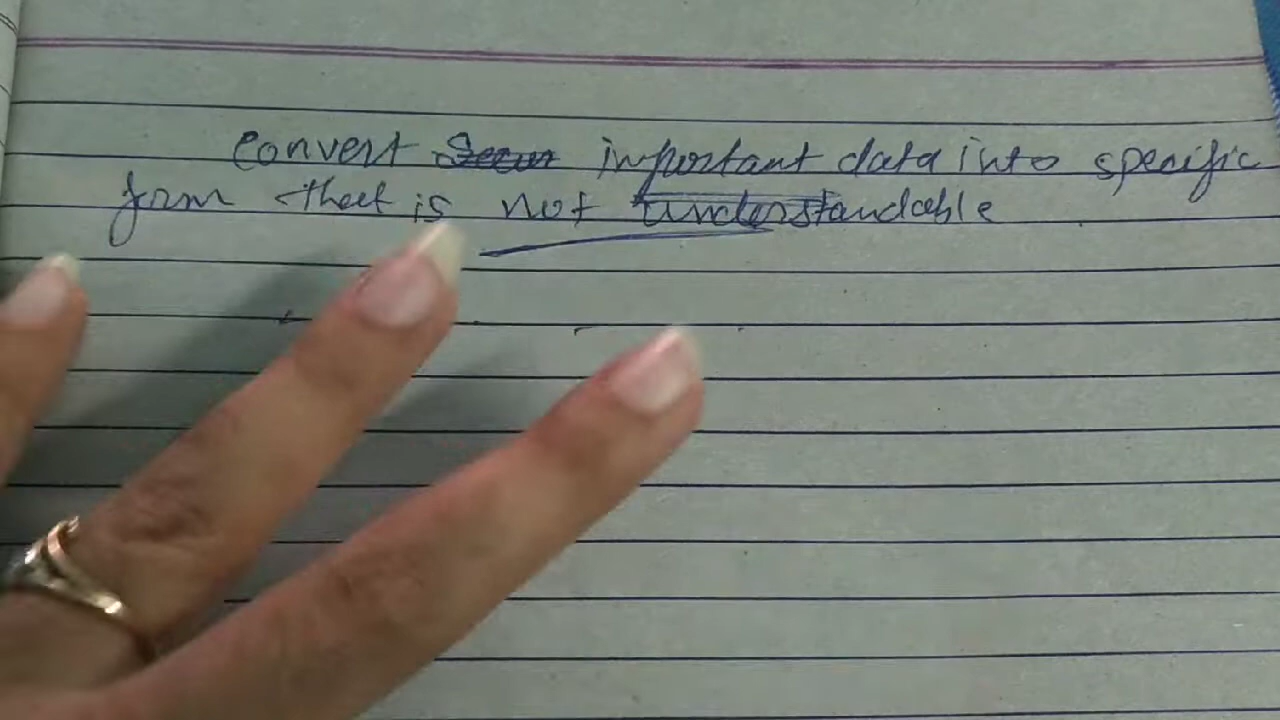 Convert important data into specific
form that is not understandable